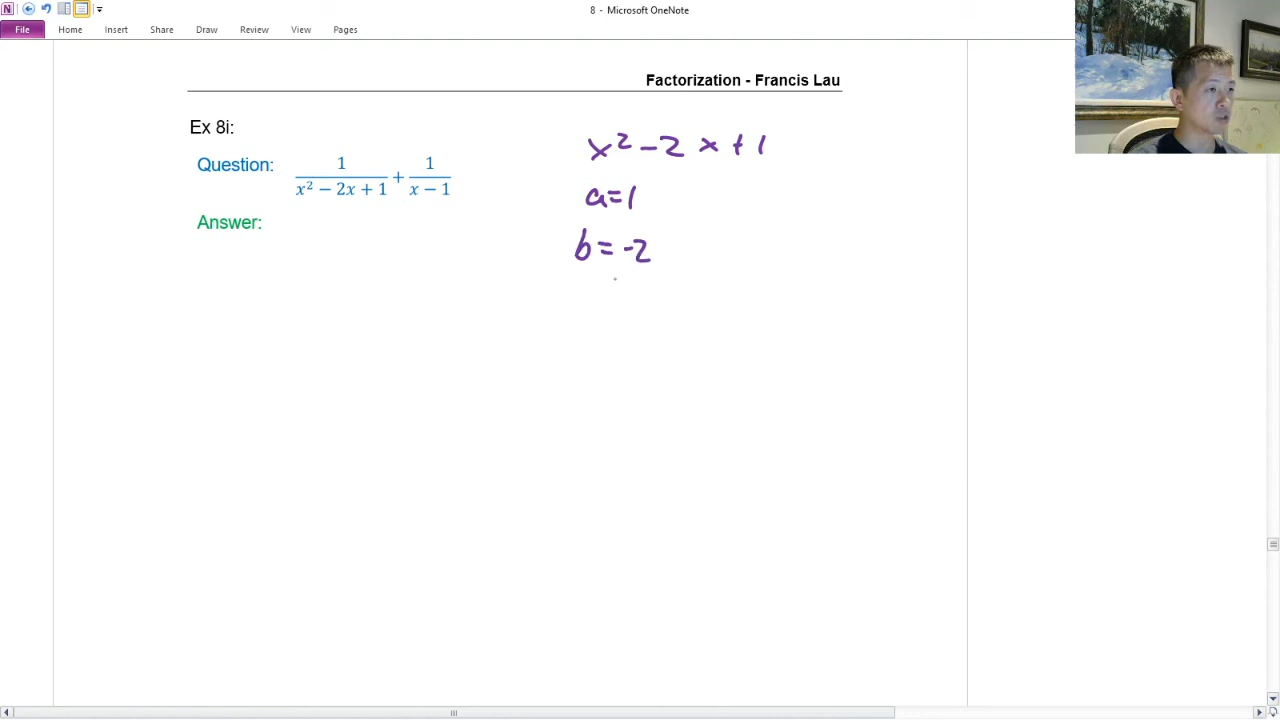 8 - Microsoft OneNote
File Home Insert Share Draw Review View Pages
Factorization - Francis Lau
Ex 8i:
Question: 1/(x² − 2x + 1) + 1/(x − 1)
Answer:
x² - 2x + 1
a=1
b=-2